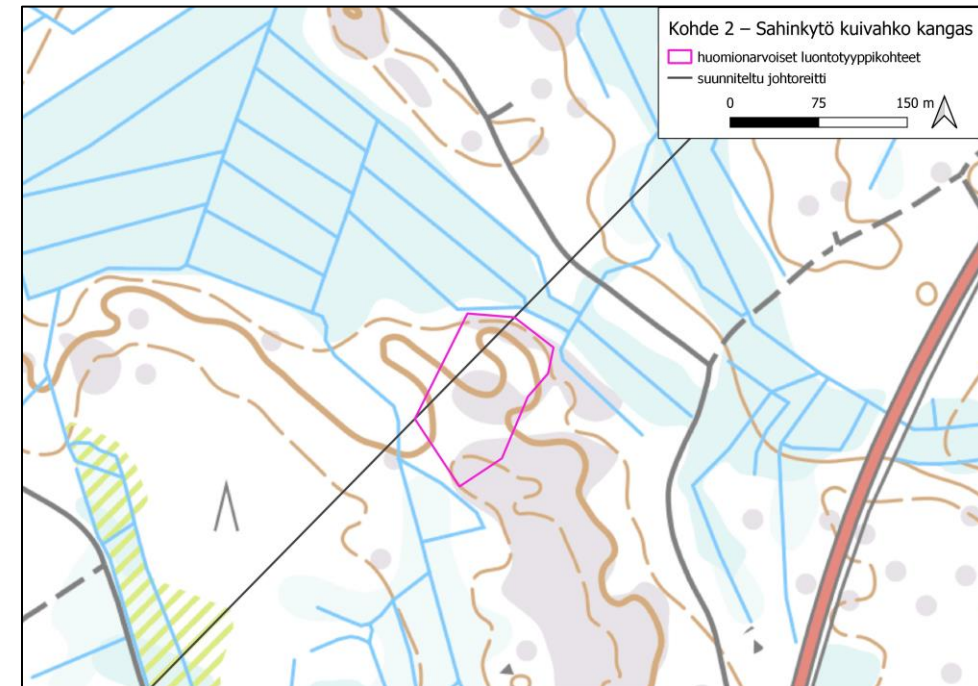 Kohde 2 – Sahinkytö kuivahko kangas
huomionarvoiset luontotyyppikohteet
suunniteltu johtoreitti
0 75 150 m